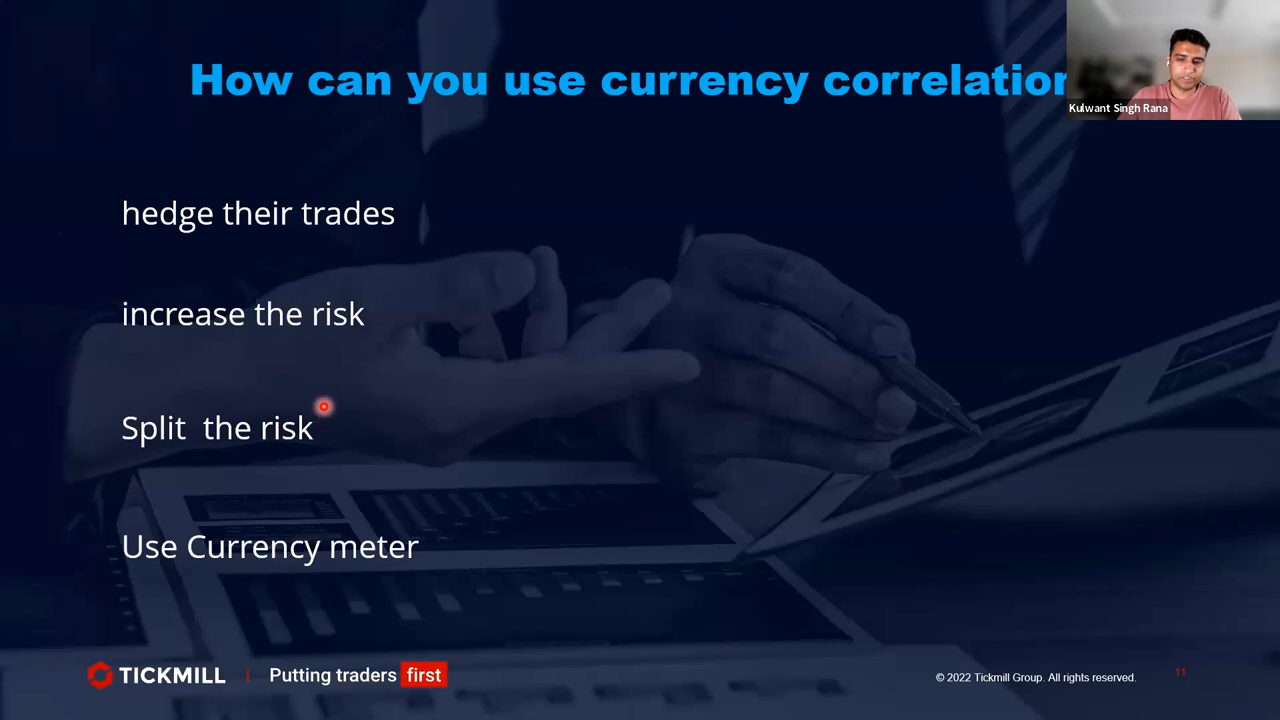 How can you use currency correlation
Kulwant Singh Rana
hedge their trades
increase the risk
Split the risk
Use Currency meter
TICKMILL | Putting traders first
© 2022 Tickmill Group. All rights reserved.
11